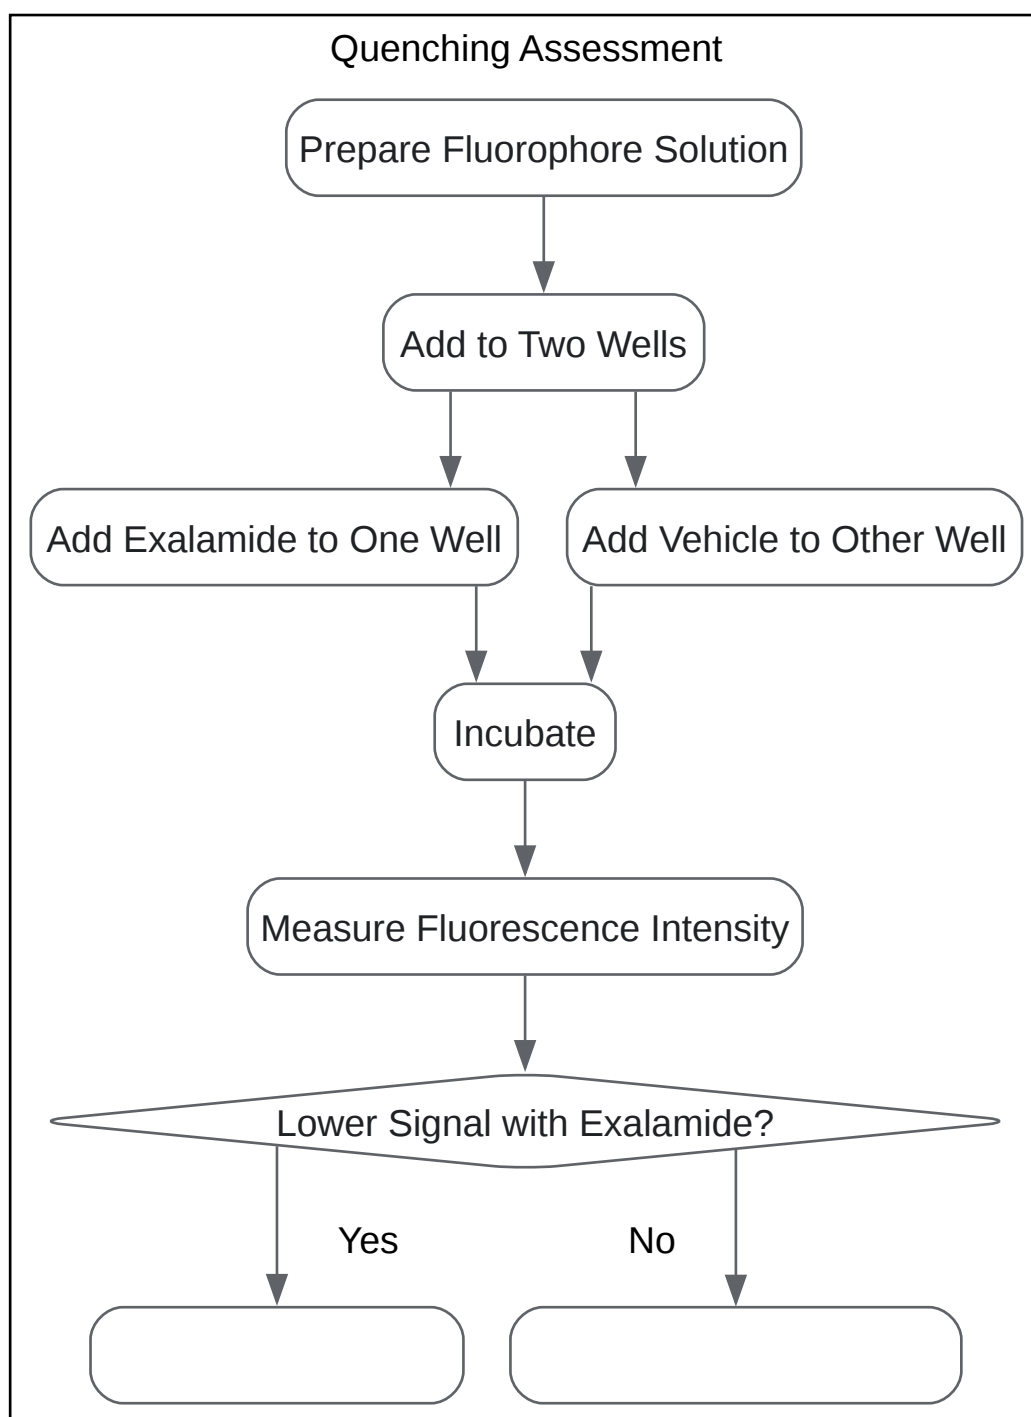 Quenching Assessment
Prepare Fluorophore Solution
Add to Two Wells
Add Exalamide to One Well
Add Vehicle to Other Well
Incubate
Measure Fluorescence Intensity
Lower Signal with Exalamide?
Yes
No